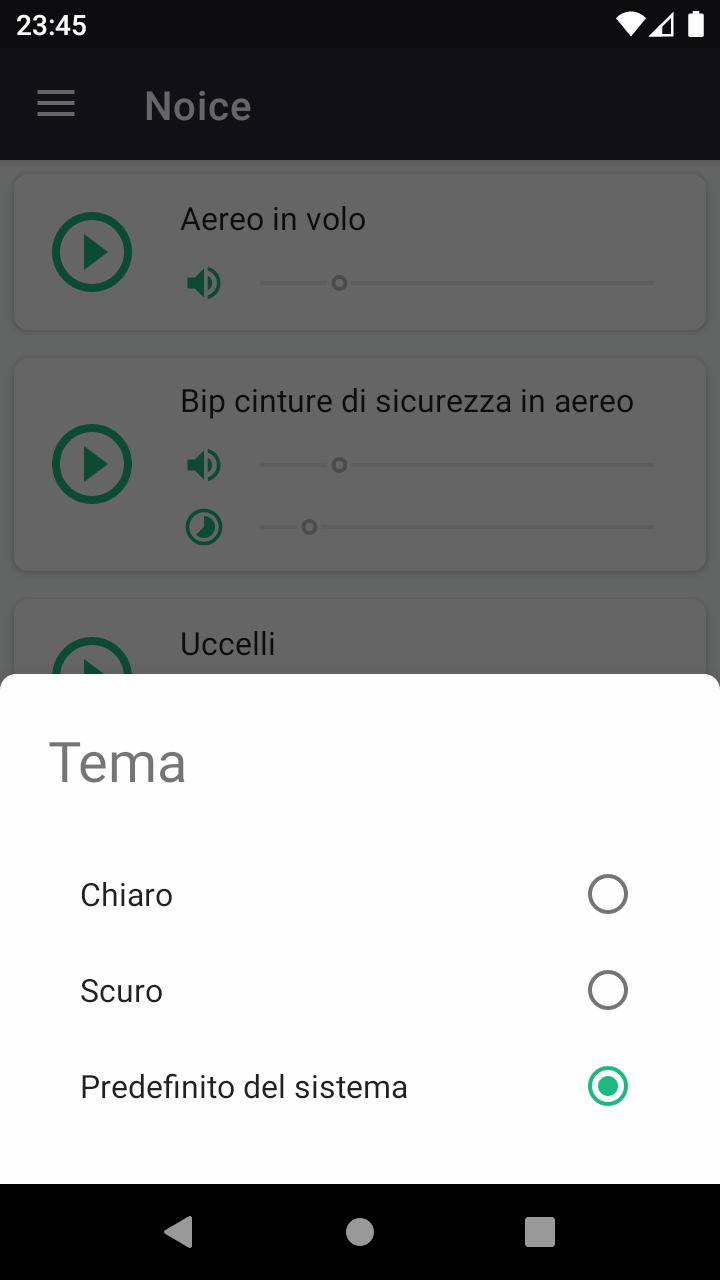 23:45
Noice
Aereo in volo
Bip cinture di sicurezza in aereo
Uccelli
Tema
Chiaro
Scuro
Predefinito del sistema